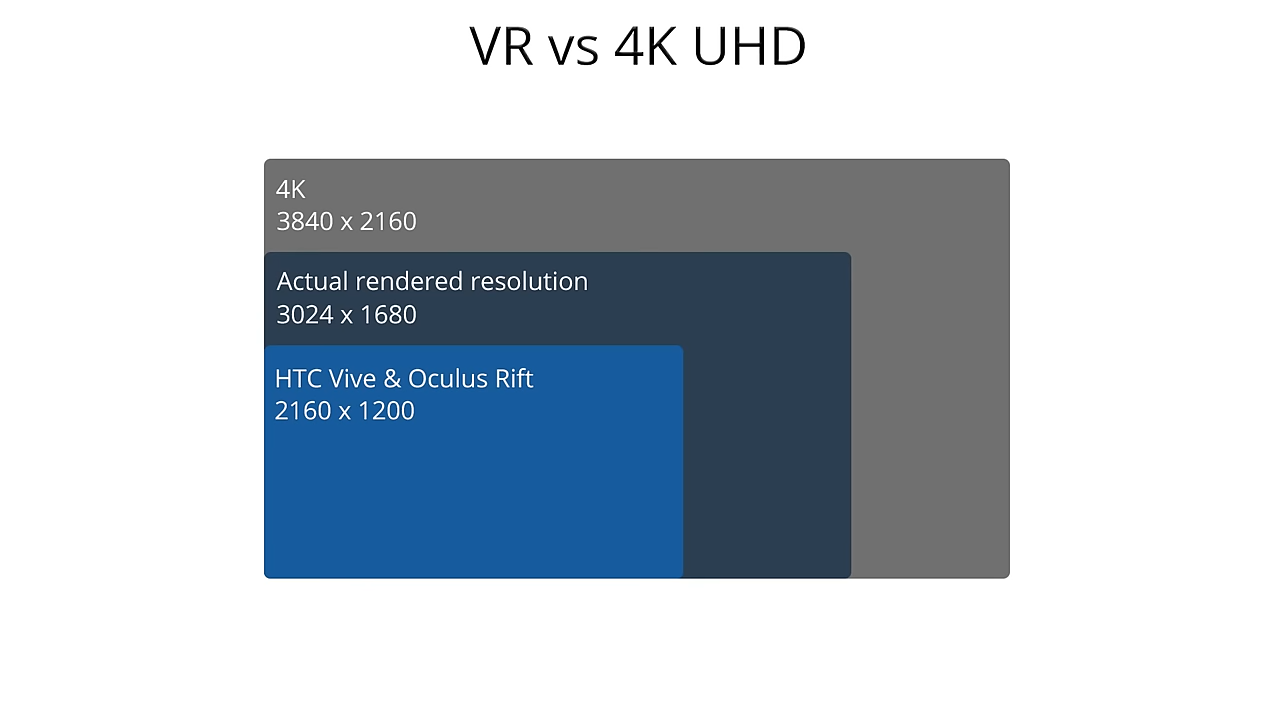 VR vs 4K UHD
4K
3840 x 2160
Actual rendered resolution
3024 x 1680
HTC Vive & Oculus Rift
2160 x 1200